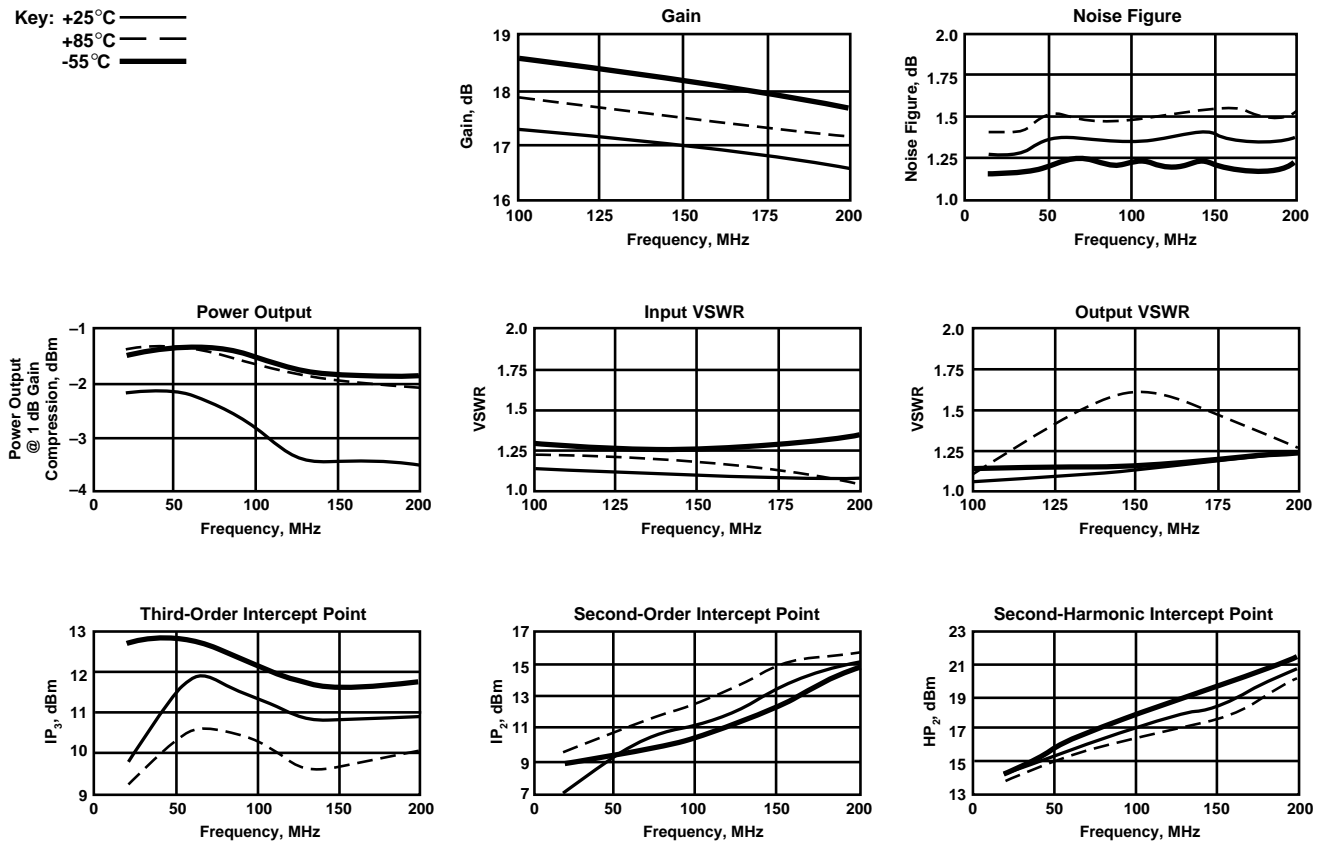 Key: +25°C
+85°C
-55°C
Gain
19
18
17
16
Gain, dB
100 125 150 175 200
Frequency, MHz
Noise Figure
2.0
1.75
1.5
1.25
1.0
Noise Figure, dB
0 50 100 150 200
Frequency, MHz
Power Output
–1
–2
–3
–4
Power Output
@ 1 dB Gain
Compression, dBm
0 50 100 150 200
Frequency, MHz
Input VSWR
2.0
1.75
1.5
1.25
1.0
VSWR
100 125 150 175 200
Frequency, MHz
Output VSWR
2.0
1.75
1.5
1.25
1.0
VSWR
100 125 150 175 200
Frequency, MHz
Third-Order Intercept Point
13
12
11
10
9
IP3, dBm
0 50 100 150 200
Frequency, MHz
Second-Order Intercept Point
17
15
13
11
9
7
IP2, dBm
0 50 100 150 200
Frequency, MHz
Second-Harmonic Intercept Point
23
21
19
17
15
13
HP2, dBm
0 50 100 150 200
Frequency, MHz